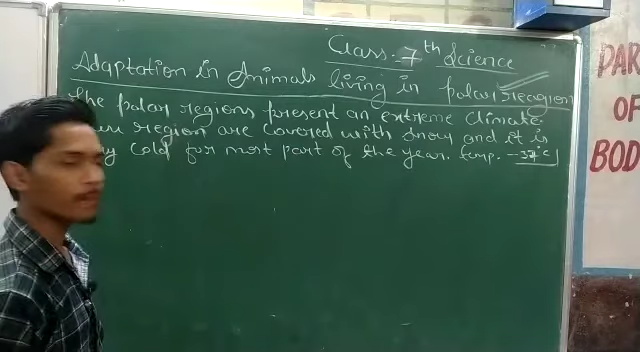 Class:- 7th Science
Adaptation in Animals living in polar reagion
The polar regions present an extreme climate.
region are covered with snow and it is
cold for most part of the year. temp. -37°C
PAR
OF
BOD